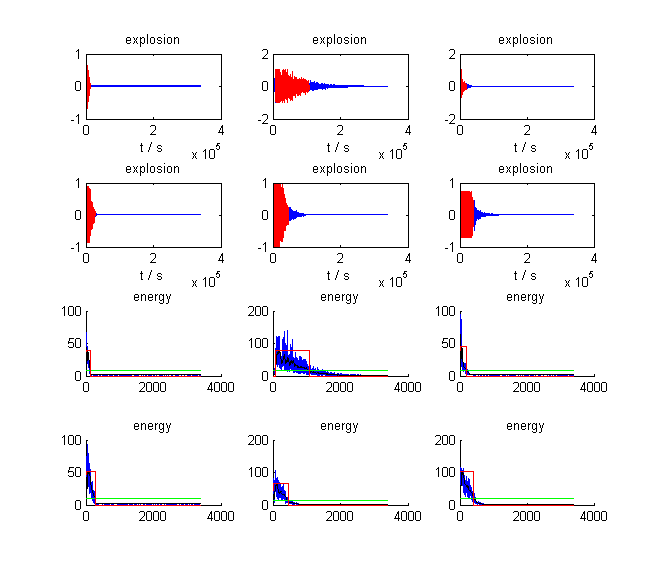 explosion explosion explosion
1 2 2
0 0 0
-1 -2 -2
0 2 4 0 2 4 0 2 4
t / s t / s t / s
x 10^5 x 10^5 x 10^5
explosion explosion explosion
1 1 1
0 0 0
-1 -1 -1
0 2 4 0 2 4 0 2 4
t / s t / s t / s
x 10^5 x 10^5 x 10^5
energy energy energy
100 200 100
50 100 50
0 0 0
0 2000 4000 0 2000 4000 0 2000 4000
energy energy energy
100 200 200
50 100 100
0 0 0
0 2000 4000 0 2000 4000 0 2000 4000